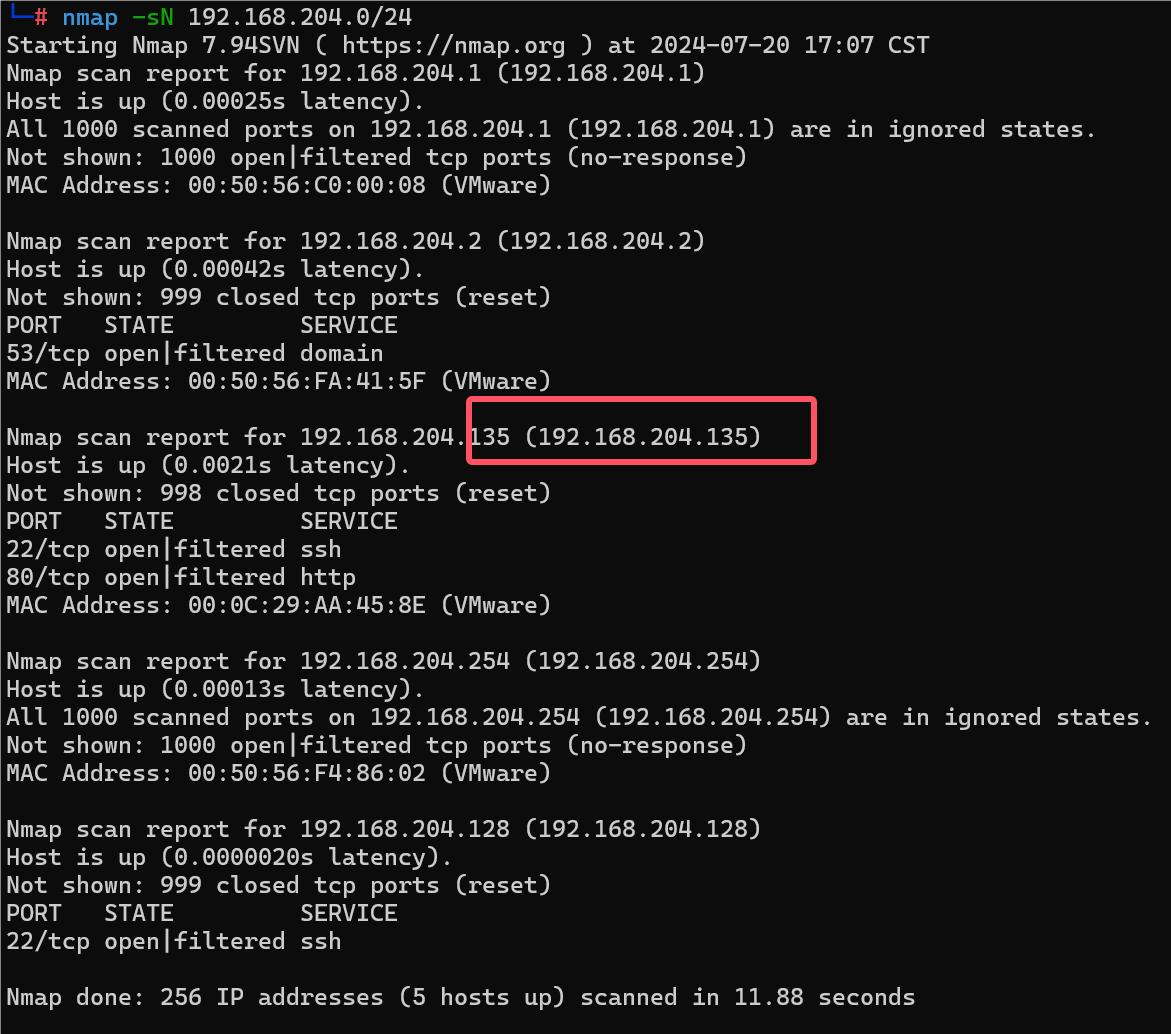 └─# nmap -sN 192.168.204.0/24
Starting Nmap 7.94SVN ( https://nmap.org ) at 2024-07-20 17:07 CST
Nmap scan report for 192.168.204.1 (192.168.204.1)
Host is up (0.00025s latency).
All 1000 scanned ports on 192.168.204.1 (192.168.204.1) are in ignored states.
Not shown: 1000 open|filtered tcp ports (no-response)
MAC Address: 00:50:56:C0:00:08 (VMware)

Nmap scan report for 192.168.204.2 (192.168.204.2)
Host is up (0.00042s latency).
Not shown: 999 closed tcp ports (reset)
PORT   STATE         SERVICE
53/tcp open|filtered domain
MAC Address: 00:50:56:FA:41:5F (VMware)

Nmap scan report for 192.168.204.135 (192.168.204.135)
Host is up (0.0021s latency).
Not shown: 998 closed tcp ports (reset)
PORT   STATE         SERVICE
22/tcp open|filtered ssh
80/tcp open|filtered http
MAC Address: 00:0C:29:AA:45:8E (VMware)

Nmap scan report for 192.168.204.254 (192.168.204.254)
Host is up (0.00013s latency).
All 1000 scanned ports on 192.168.204.254 (192.168.204.254) are in ignored states.
Not shown: 1000 open|filtered tcp ports (no-response)
MAC Address: 00:50:56:F4:86:02 (VMware)

Nmap scan report for 192.168.204.128 (192.168.204.128)
Host is up (0.0000020s latency).
Not shown: 999 closed tcp ports (reset)
PORT   STATE         SERVICE
22/tcp open|filtered ssh

Nmap done: 256 IP addresses (5 hosts up) scanned in 11.88 seconds